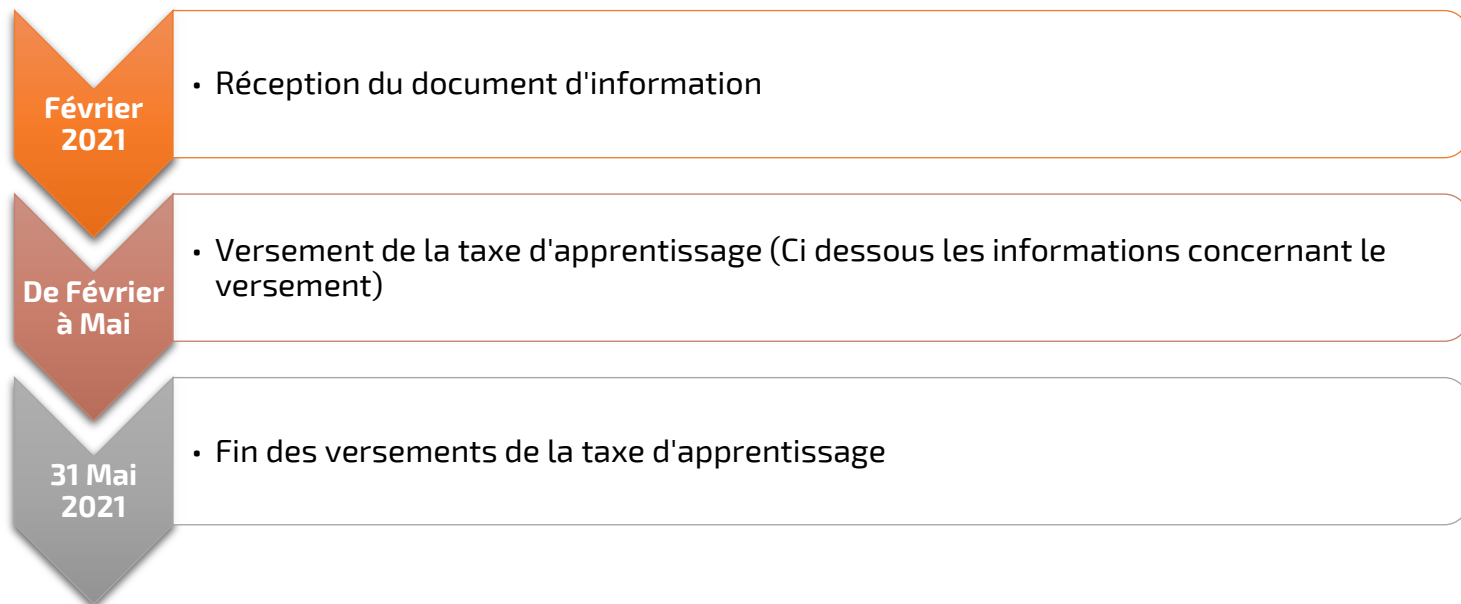 Février
2021
• Réception du document d'information
De Février
à Mai
• Versement de la taxe d'apprentissage (Ci dessous les informations concernant le
versement)
31 Mai
2021
• Fin des versements de la taxe d'apprentissage